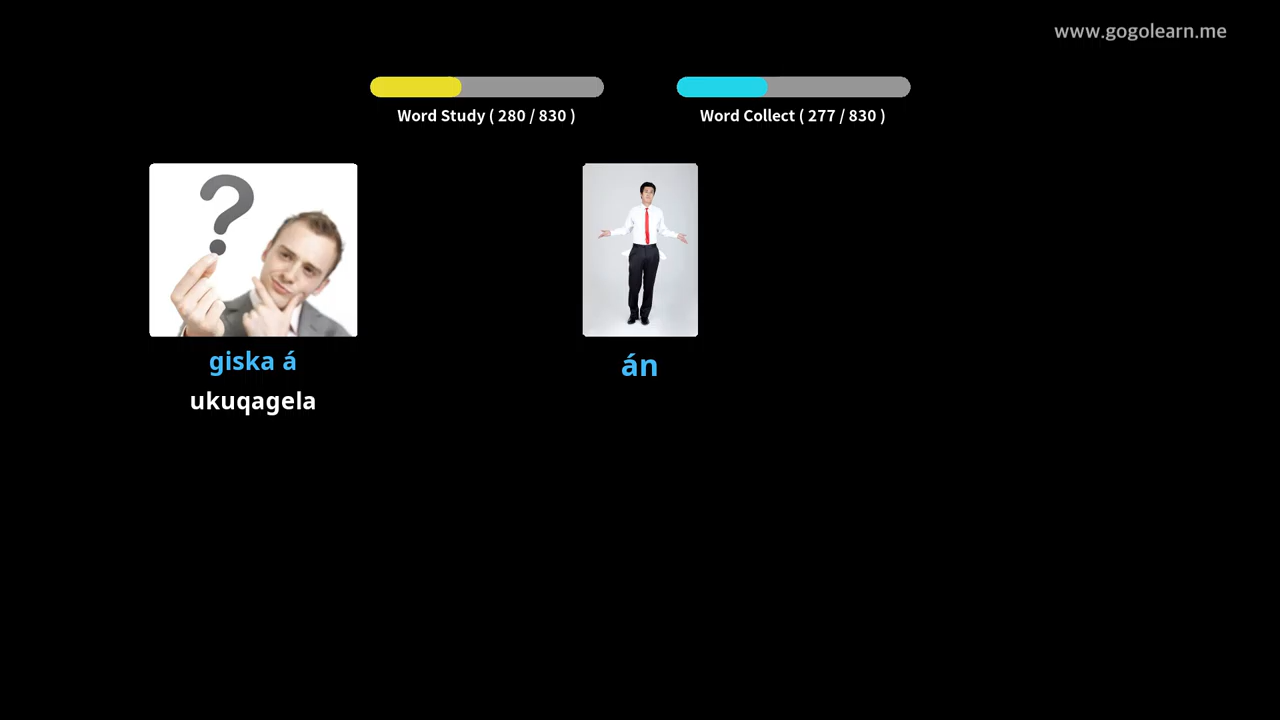 www.gogolearn.me
Word Study ( 280 / 830 )
Word Collect ( 277 / 830 )
giska á
ukuqagela
án